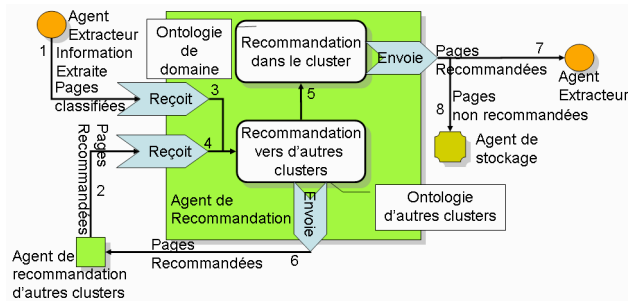 Agent
Extracteur
1
Information
Extraite
Pages
classifiées
Ontologie
de
domaine
Recommandation
dans le cluster
Envoie
Pages
Recommandées
7
Agent
Extracteur
8
Pages
non recommandées
Agent de
stockage
Reçoit
3
5
Reçoit
4
Recommandation
vers d'autres
clusters
Pages
Recommandées
2
Agent de
Recommandation
Envoie
Ontologie
d'autres clusters
Pages
Recommandées
6
Agent de
recommandation
d'autres clusters